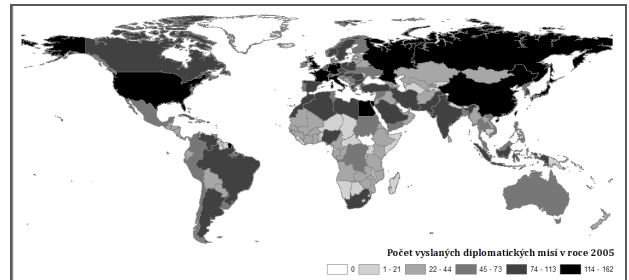 Počet vyslaných diplomatických misí v roce 2005
0 1 - 21 22 - 44 45 - 73 74 - 113 114 - 162